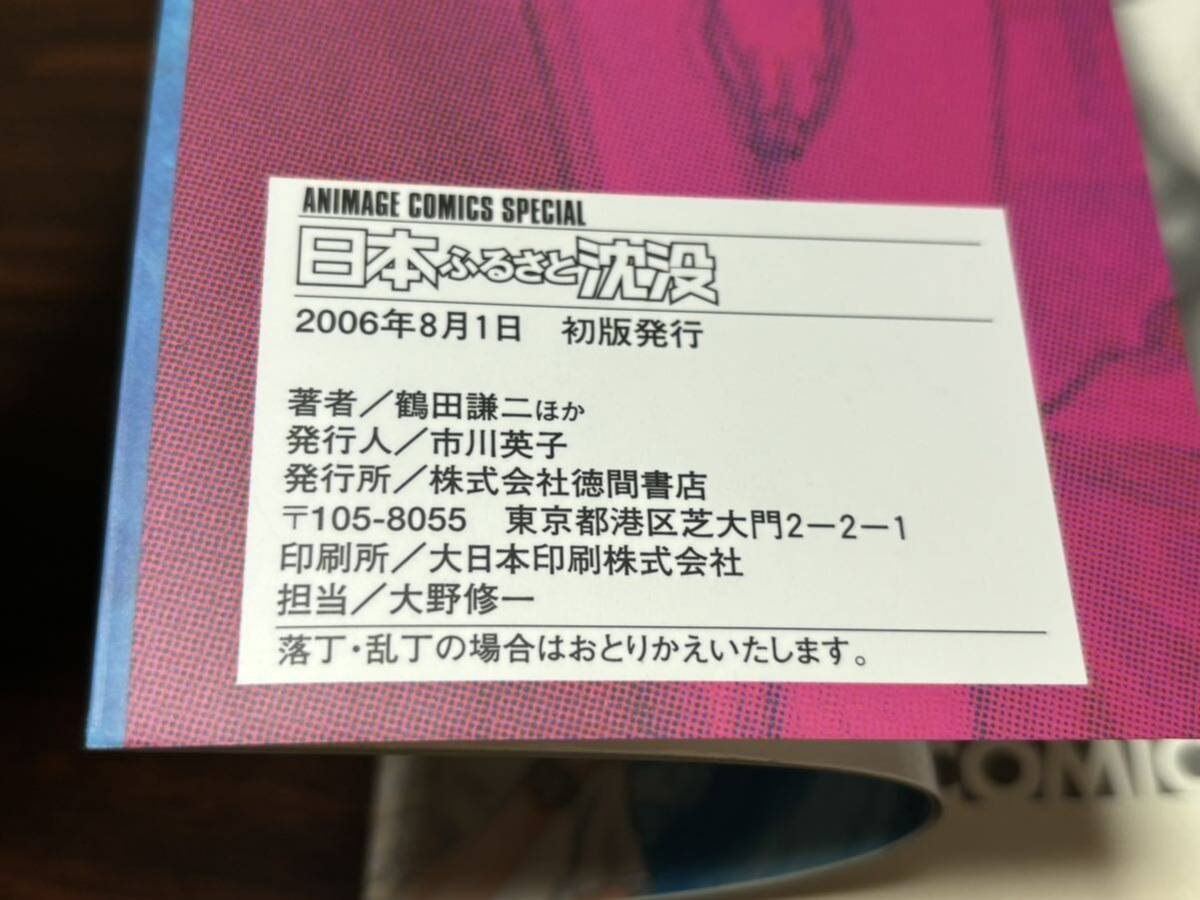 ANIMAGE COMICS SPECIAL
日本ふるさと沈没
2006年8月1日　初版発行
著者／鶴田謙二ほか
発行人／市川英子
発行所／株式会社徳間書店
〒105-8055　東京都港区芝大門2－2－1
印刷所／大日本印刷株式会社
担当／大野修一
落丁・乱丁の場合はおとりかえいたします。
COMIC